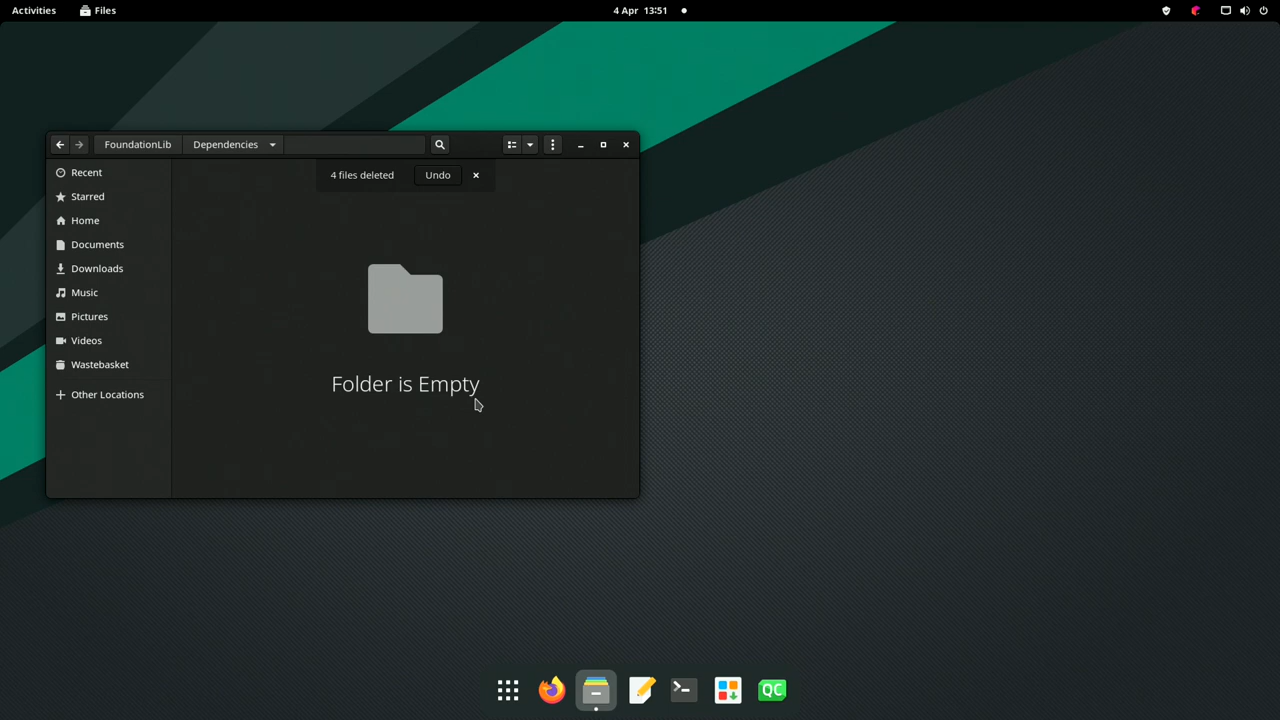 Activities
Files
4 Apr 13:51
FoundationLib
Dependencies
Recent
Starred
Home
Documents
Downloads
Music
Pictures
Videos
Wastebasket
Other Locations
4 files deleted
Undo
Folder is Empty
QC